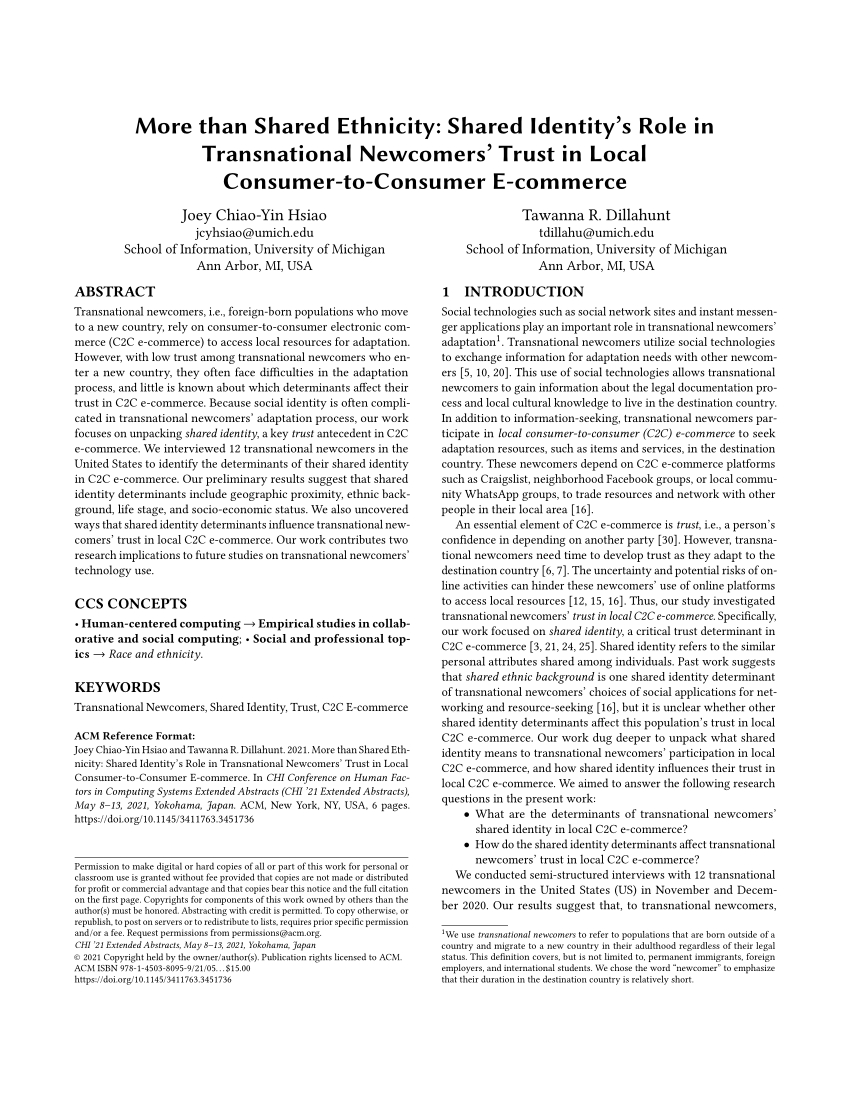 More than Shared Ethnicity: Shared Identity's Role in
Transnational Newcomers' Trust in Local
Consumer-to-Consumer E-commerce
Joey Chiao-Yin Hsiao
jcyhsiao@umich.edu
School of Information, University of Michigan
Ann Arbor, MI, USA
Tawanna R. Dillahunt
tdillahu@umich.edu
School of Information, University of Michigan
Ann Arbor, MI, USA
ABSTRACT
Transnational newcomers, i.e., foreign-born populations who move
to a new country, rely on consumer-to-consumer electronic com-
merce (C2C e-commerce) to access local resources for adaptation.
However, with low trust among transnational newcomers who en-
ter a new country, they often face difficulties in the adaptation
process, and little is known about which determinants affect their
trust in C2C e-commerce. Because social identity is often compli-
cated in transnational newcomers' adaptation process, our work
focuses on unpacking shared identity, a key trust antecedent in C2C
e-commerce. We interviewed 12 transnational newcomers in the
United States to identify the determinants of their shared identity
in C2C e-commerce. Our preliminary results suggest that shared
identity determinants include geographic proximity, ethnic back-
ground, life stage, and socio-economic status. We also uncovered
ways that shared identity determinants influence transnational new-
comers' trust in local C2C e-commerce. Our work contributes two
research implications to future studies on transnational newcomers'
technology use.
CCS CONCEPTS
• Human-centered computing → Empirical studies in collab-
orative and social computing; • Social and professional top-
ics → Race and ethnicity.
KEYWORDS
Transnational Newcomers, Shared Identity, Trust, C2C E-commerce
ACM Reference Format:
Joey Chiao-Yin Hsiao and Tawanna R. Dillahunt. 2021. More than Shared Eth-
nicity: Shared Identity's Role in Transnational Newcomers' Trust in Local
Consumer-to-Consumer E-commerce. In CHI Conference on Human Fac-
tors in Computing Systems Extended Abstracts (CHI '21 Extended Abstracts),
May 8–13, 2021, Yokohama, Japan. ACM, New York, NY, USA, 6 pages.
https://doi.org/10.1145/3411763.3451736
Permission to make digital or hard copies of all or part of this work for personal or
classroom use is granted without fee provided that copies are not made or distributed
for profit or commercial advantage and that copies bear this notice and the full citation
on the first page. Copyrights for components of this work owned by others than the
author(s) must be honored. Abstracting with credit is permitted. To copy otherwise, or
republish, to post on servers or to redistribute to lists, requires prior specific permission
and/or a fee. Request permissions from permissions@acm.org.
CHI '21 Extended Abstracts, May 8–13, 2021, Yokohama, Japan
© 2021 Copyright held by the owner/author(s). Publication rights licensed to ACM.
ACM ISBN 978-1-4503-8095-9/21/05...$15.00
https://doi.org/10.1145/3411763.3451736
1 INTRODUCTION
Social technologies such as social network sites and instant messen-
ger applications play an important role in transnational newcomers'
adaptation1. Transnational newcomers utilize social technologies
to exchange information for adaptation needs with other newcom-
ers [5, 10, 20]. This use of social technologies allows transnational
newcomers to gain information about the legal documentation pro-
cess and local cultural knowledge to live in the destination country.
In addition to information-seeking, transnational newcomers par-
ticipate in local consumer-to-consumer (C2C) e-commerce to seek
adaptation resources, such as items and services, in the destination
country. These newcomers depend on C2C e-commerce platforms
such as Craigslist, neighborhood Facebook groups, or local commu-
nity WhatsApp groups, to trade resources and network with other
people in their local area [16].
An essential element of C2C e-commerce is trust, i.e., a person's
confidence in depending on another party [30]. However, transna-
tional newcomers need time to develop trust as they adapt to the
destination country [6, 7]. The uncertainty and potential risks of on-
line activities can hinder these newcomers' use of online platforms
to access local resources [12, 15, 16]. Thus, our study investigated
transnational newcomers' trust in local C2C e-commerce. Specifically,
our work focused on shared identity, a critical trust determinant in
C2C e-commerce [3, 21, 24, 25]. Shared identity refers to the similar
personal attributes shared among individuals. Past work suggests
that shared ethnic background is one shared identity determinant
of transnational newcomers' choices of social applications for net-
working and resource-seeking [16], but it is unclear whether other
shared identity determinants affect this population's trust in local
C2C e-commerce. Our work dug deeper to unpack what shared
identity means to transnational newcomers' participation in local
C2C e-commerce, and how shared identity influences their trust in
local C2C e-commerce. We aimed to answer the following research
questions in the present work:
• What are the determinants of transnational newcomers'
shared identity in local C2C e-commerce?
• How do the shared identity determinants affect transnational
newcomers' trust in local C2C e-commerce?
We conducted semi-structured interviews with 12 transnational
newcomers in the United States (US) in November and Decem-
ber 2020. Our results suggest that, to transnational newcomers,
1We use transnational newcomers to refer to populations that are born outside of a
country and migrate to a new country in their adulthood regardless of their legal
status. This definition covers, but is not limited to, permanent immigrants, foreign
employers, and international students. We chose the word "newcomer" to emphasize
that their duration in the destination country is relatively short.